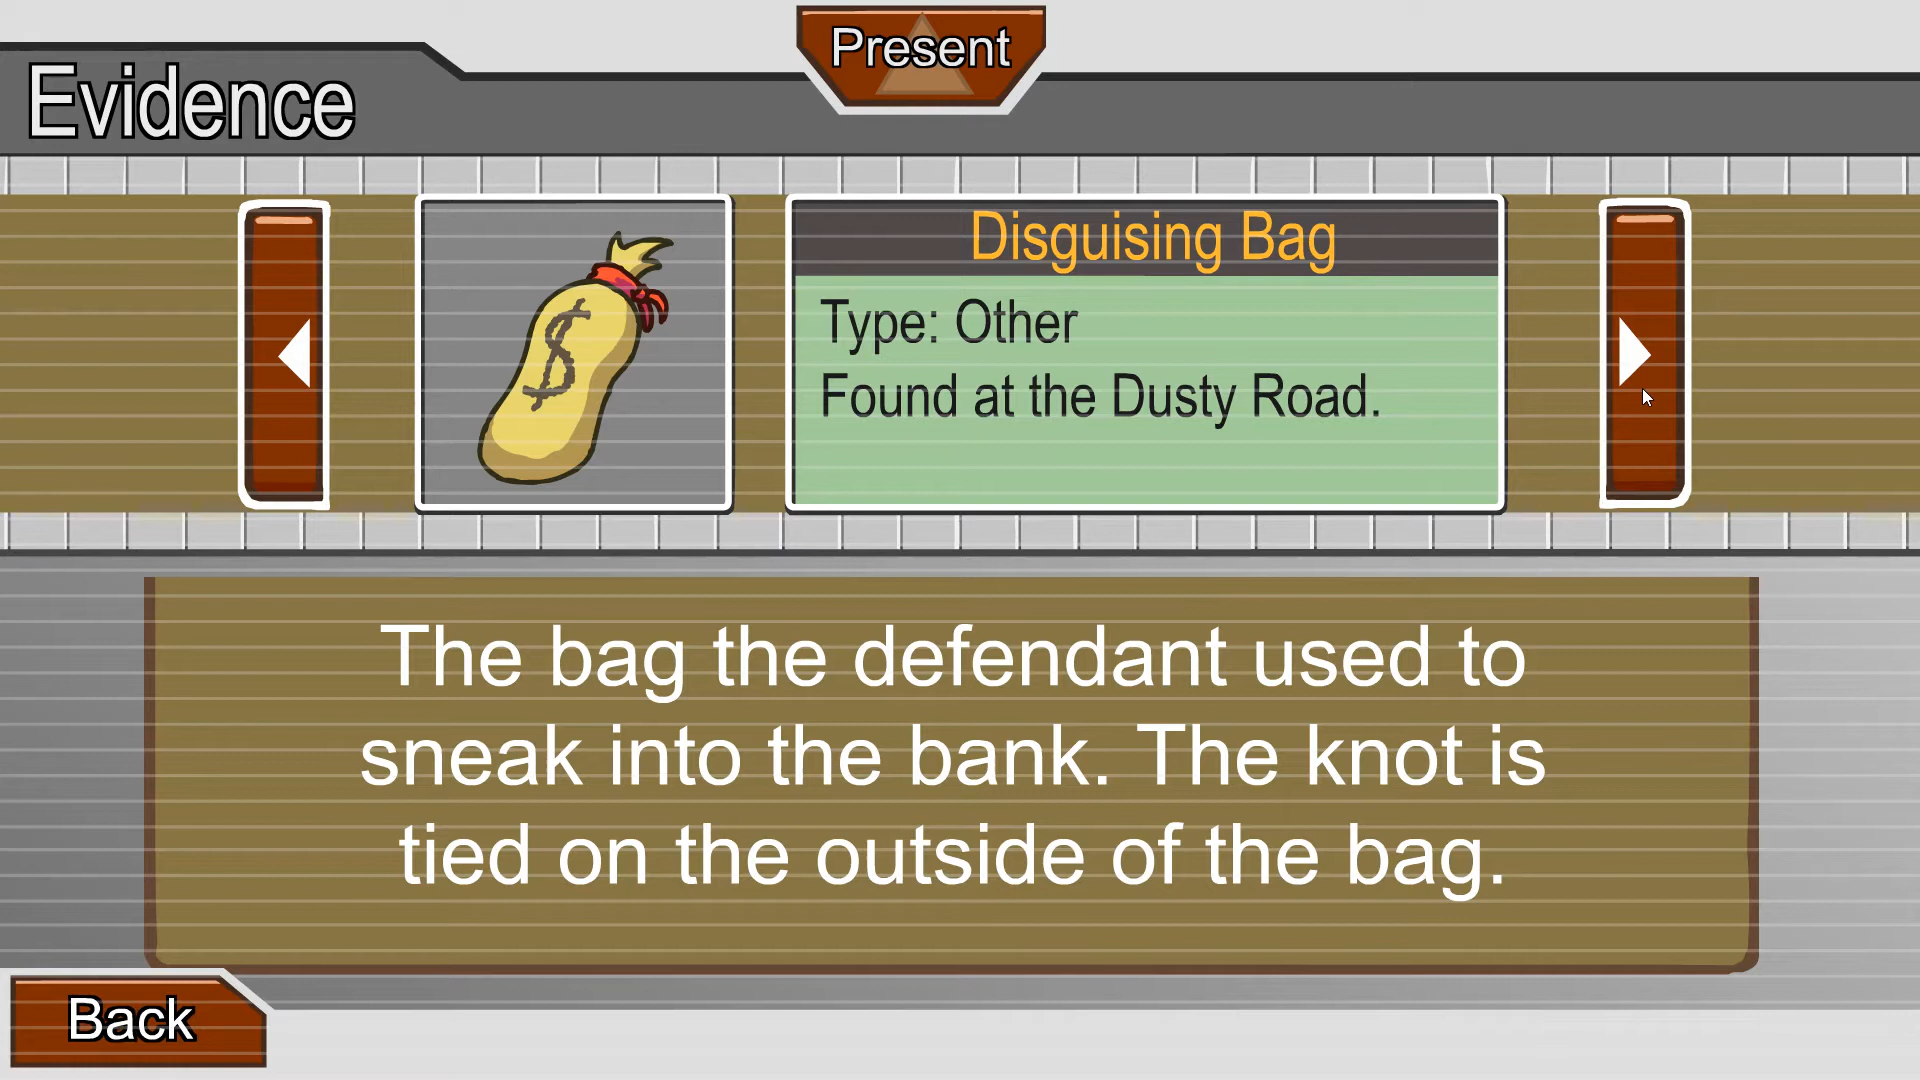 Present
Evidence
Disguising Bag
Type: Other
Found at the Dusty Road.
$
The bag the defendant used to
sneak into the bank. The knot is
tied on the outside of the bag.
Back